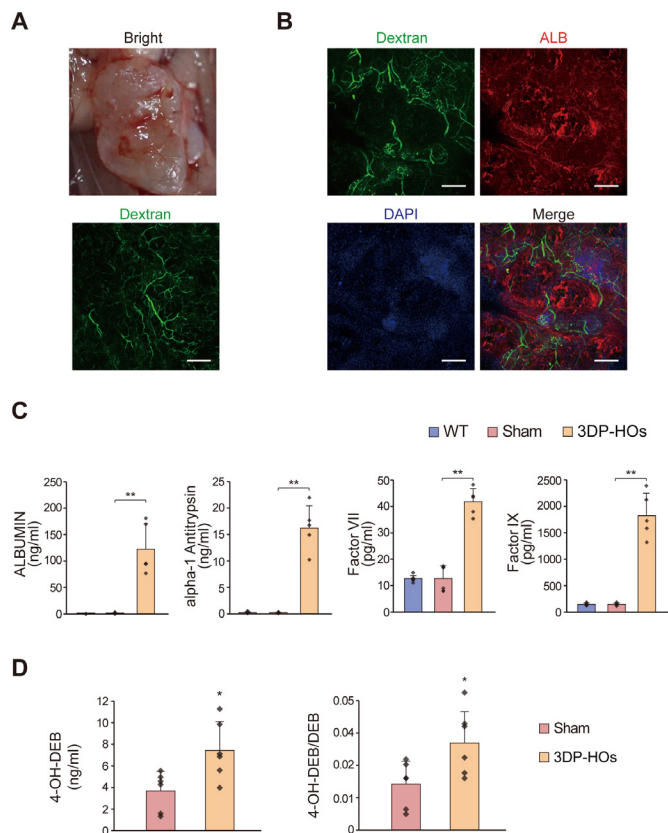 A
Bright
Dextran
B
Dextran
ALB
DAPI
Merge
C
WT
Sham
3DP-HOs
ALBUMIN
(ng/ml)
250
200
150
100
50
0
**
alpha-1 Antitrypsin
(ng/ml)
25
20
15
10
5
0
**
Factor VII
(pg/ml)
50
40
30
20
10
0
**
Factor IX
(pg/ml)
2500
2000
1500
1000
500
0
**
D
4-OH-DEB
(ng/ml)
12
10
8
6
4
2
0
*
4-OH-DEB/DEB
0.05
0.04
0.02
0.01
0.00
*
Sham
3DP-HOs